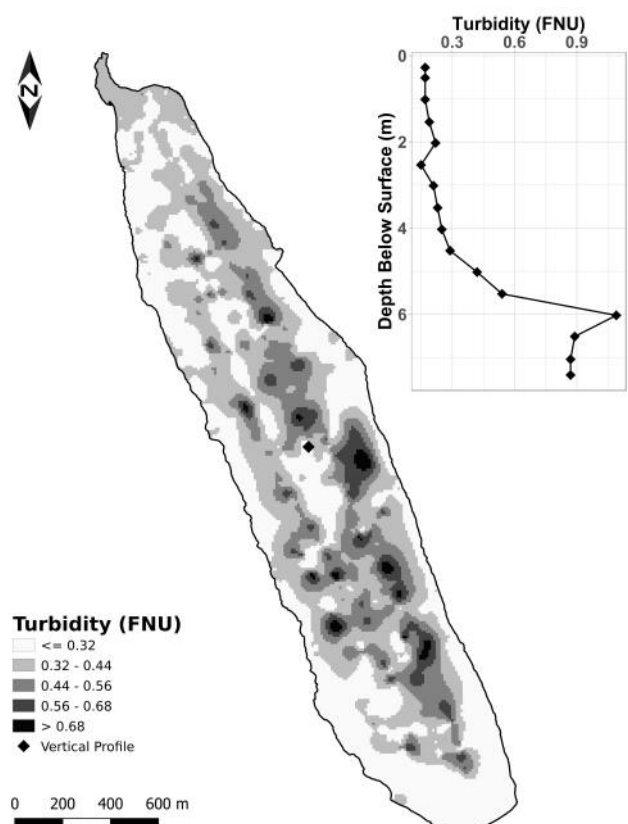 Turbidity (FNU)
0.3 0.6 0.9
0
2
4
6
Depth Below Surface (m)
N
Turbidity (FNU)
<= 0.32
0.32 - 0.44
0.44 - 0.56
0.56 - 0.68
> 0.68
Vertical Profile
0 200 400 600 m